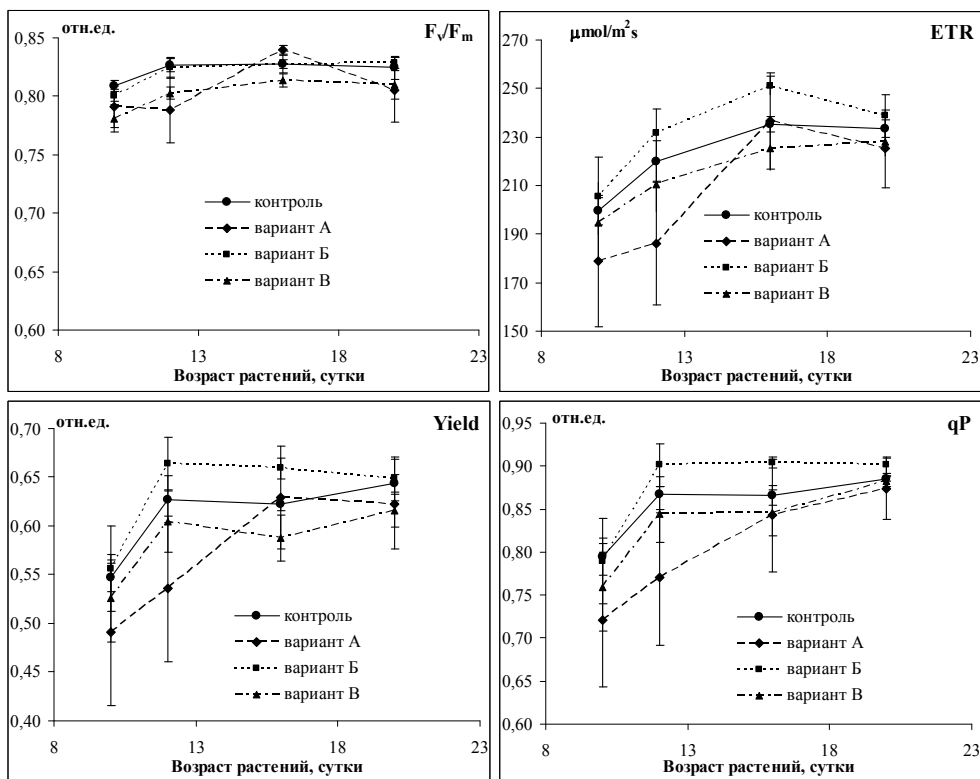 отн.ед.
Fv/Fm
0,85
0,80
0,75
0,70
0,65
0,60
контроль
вариант А
вариант Б
вариант В
8
13
18
23
Возраст растений, сутки
μmol/m²s
ETR
270
250
230
210
190
170
150
контроль
вариант А
вариант Б
вариант В
8
13
18
23
Возраст растений, сутки
отн.ед.
Yield
0,70
0,65
0,60
0,55
0,50
0,45
0,40
контроль
вариант А
вариант Б
вариант В
8
13
18
23
Возраст растений, сутки
отн.ед.
qP
0,95
0,90
0,85
0,80
0,75
0,70
0,65
0,60
контроль
вариант А
вариант Б
вариант В
8
13
18
23
Возраст растений, сутки